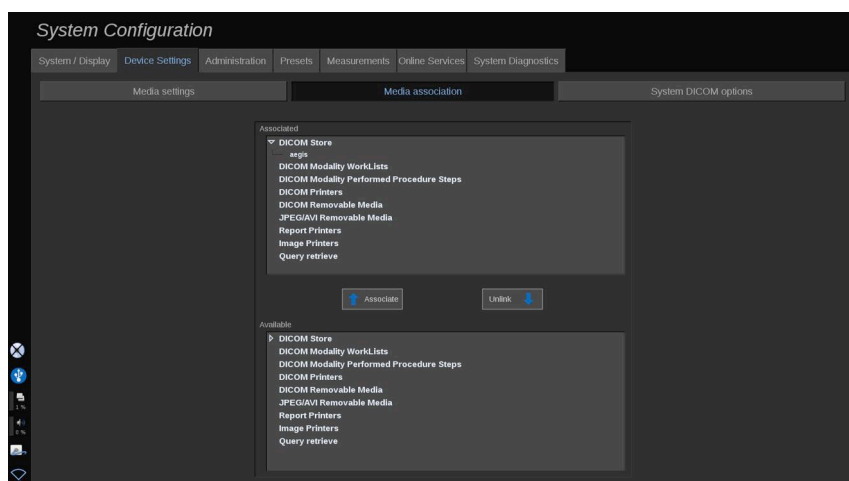 System Configuration
System / Display Device Settings Administration Presets Measurements Online Services System Diagnostics
Media settings Media association System DICOM options
Associated
DICOM Store
aegis
DICOM Modality WorkLists
DICOM Modality Performed Procedure Steps
DICOM Printers
DICOM Removable Media
JPEG/AVI Removable Media
Report Printers
Image Printers
Query retrieve
Associate Unlink
Available
DICOM Store
DICOM Modality WorkLists
DICOM Modality Performed Procedure Steps
DICOM Printers
DICOM Removable Media
JPEG/AVI Removable Media
Report Printers
Image Printers
Query retrieve
1 %
0 %